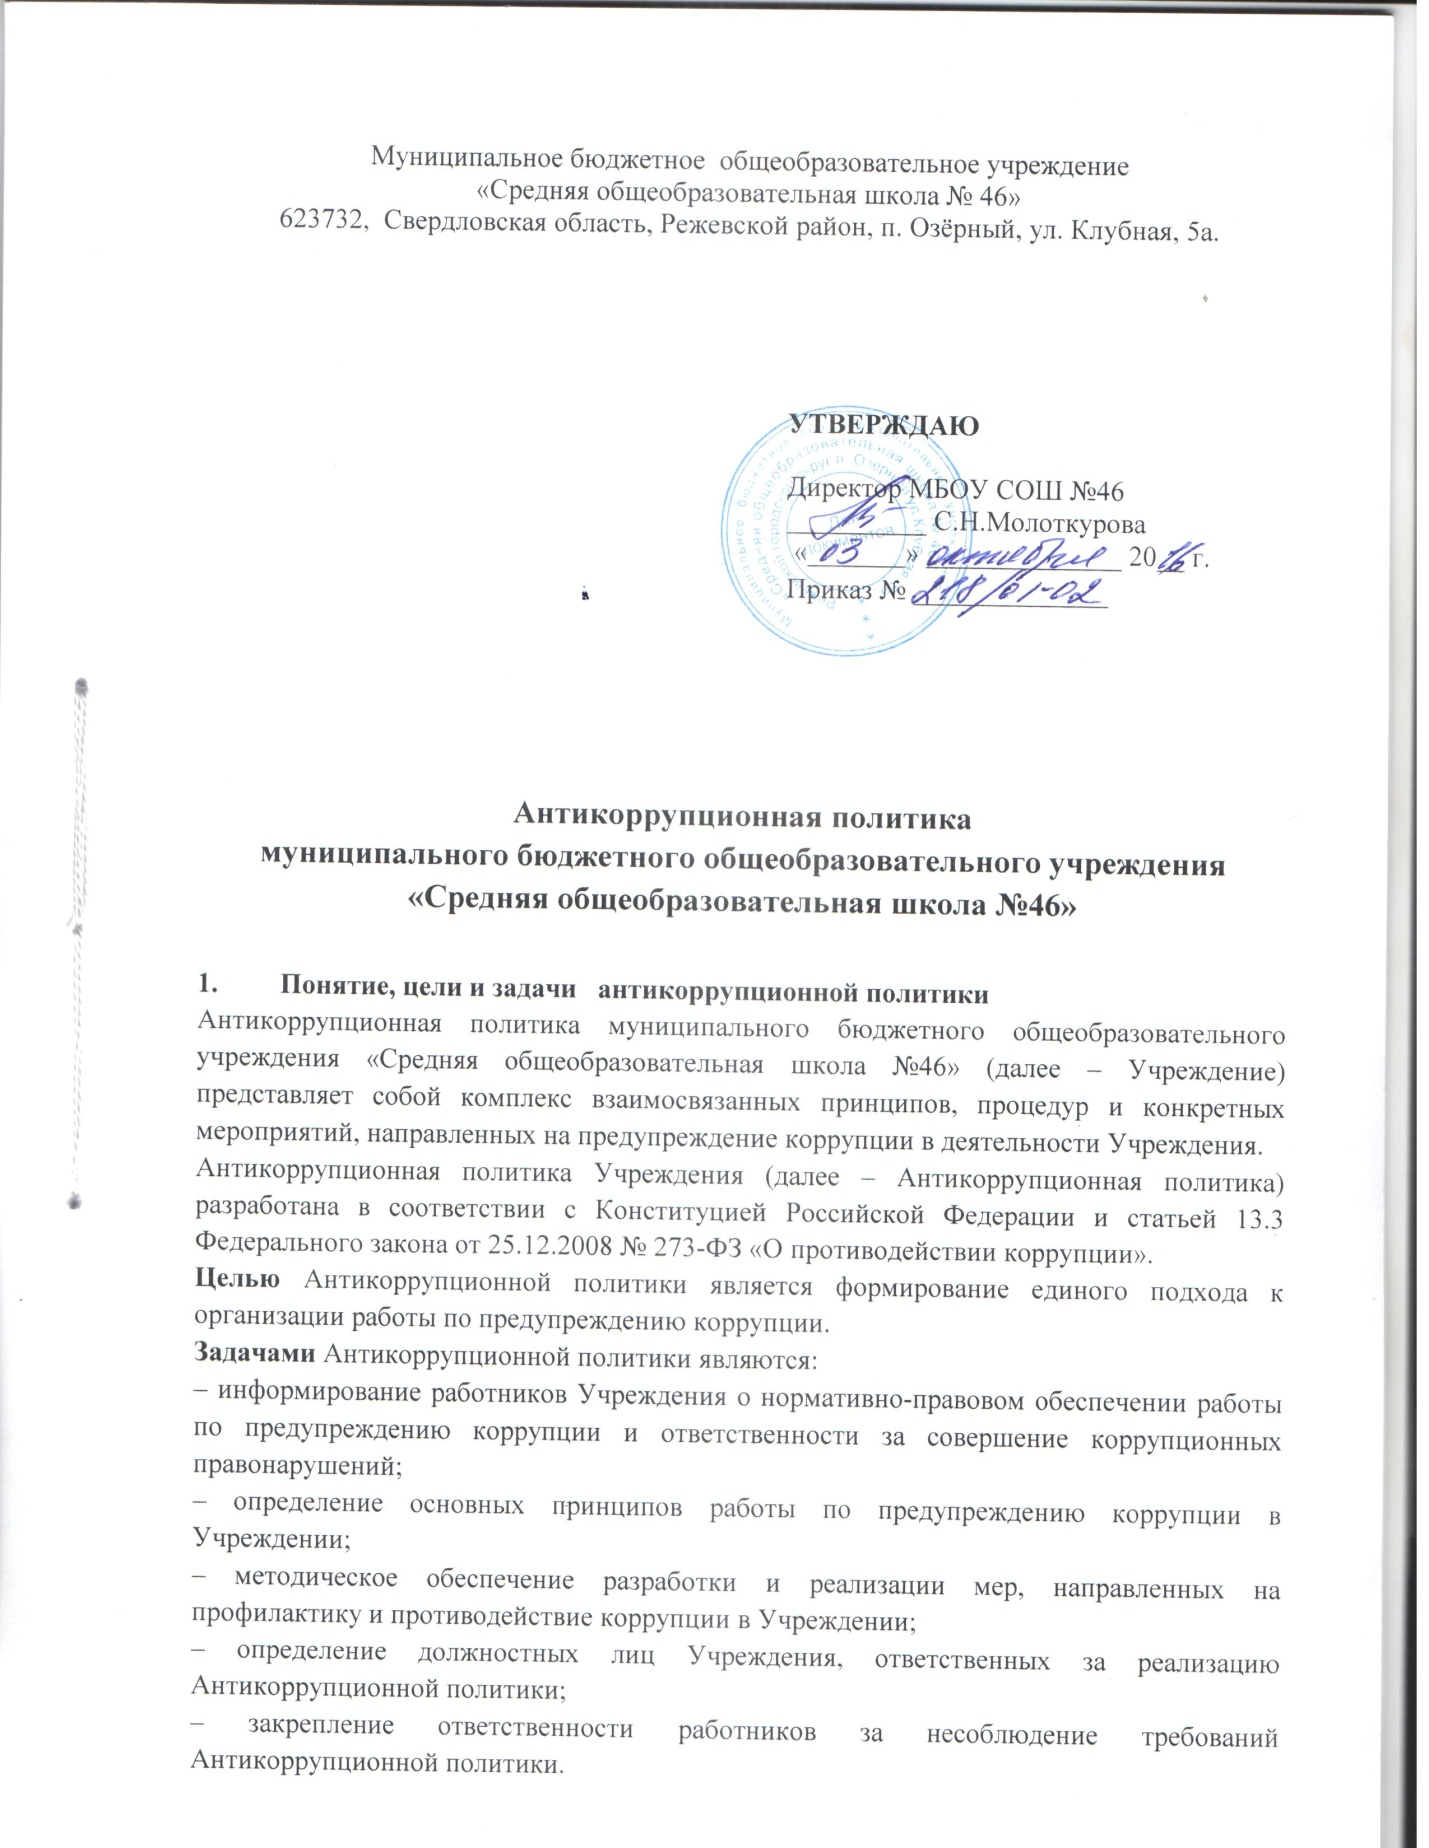 Муниципальное бюджетное общеобразовательное учреждение
«Средняя общеобразовательная школа № 46»
623732, Свердловская область, Режевской район, п. Озёрный, ул. Клубная, 5а.
УТВЕРЖДАЮ
Директор МБОУ СОШ №46
С.Н.Молоткурова
«03» октября 2016 г.
Приказ № 218/01-02
Для
документов
Антикоррупционная политика
муниципального бюджетного общеобразовательного учреждения
«Средняя общеобразовательная школа №46»
1. Понятие, цели и задачи антикоррупционной политики
Антикоррупционная политика муниципального бюджетного общеобразовательного
учреждения «Средняя общеобразовательная школа №46» (далее – Учреждение)
представляет собой комплекс взаимосвязанных принципов, процедур и конкретных
мероприятий, направленных на предупреждение коррупции в деятельности Учреждения.
Антикоррупционная политика Учреждения (далее – Антикоррупционная политика)
разработана в соответствии с Конституцией Российской Федерации и статьей 13.3
Федерального закона от 25.12.2008 № 273-ФЗ «О противодействии коррупции».
Целью Антикоррупционной политики является формирование единого подхода к
организации работы по предупреждению коррупции.
Задачами Антикоррупционной политики являются:
– информирование работников Учреждения о нормативно-правовом обеспечении работы
по предупреждению коррупции и ответственности за совершение коррупционных
правонарушений;
– определение основных принципов работы по предупреждению коррупции в
Учреждении;
– методическое обеспечение разработки и реализации мер, направленных на
профилактику и противодействие коррупции в Учреждении;
– определение должностных лиц Учреждения, ответственных за реализацию
Антикоррупционной политики;
– закрепление ответственности работников за несоблюдение требований
Антикоррупционной политики.